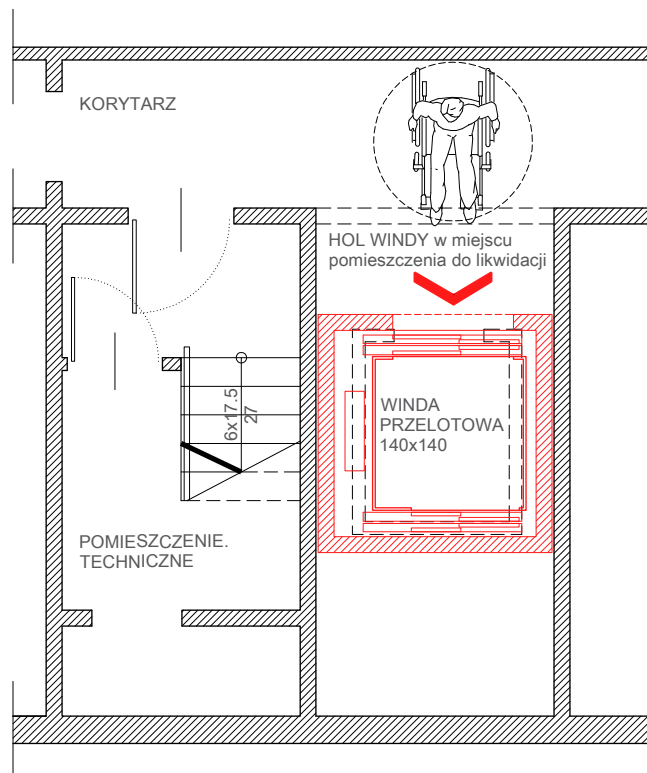 KORYTARZ
HOL WINDY w miejscu
pomieszczenia do likwidacji
6x17.5
27
WINDA
PRZELOTOWA
140x140
POMIESZCZENIE.
TECHNICZNE